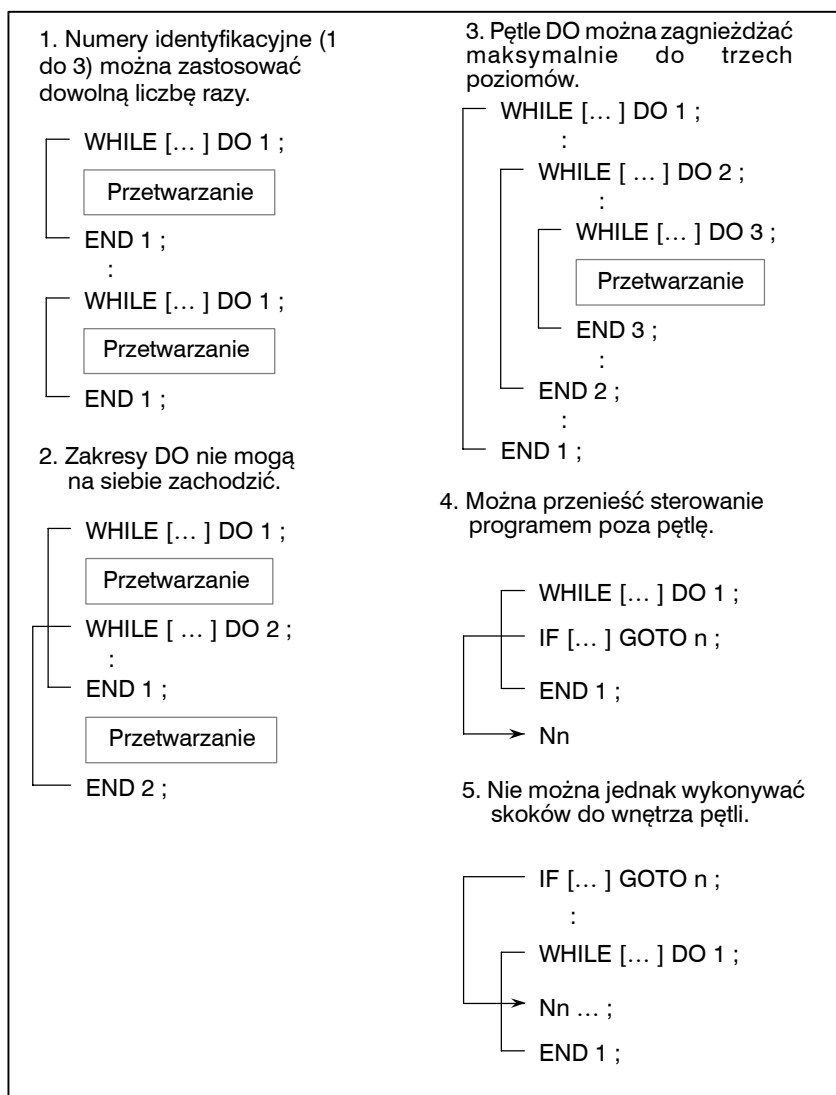 1. Numery identyfikacyjne (1
do 3) można zastosować
dowolną liczbę razy.
WHILE [… ] DO 1 ;
Przetwarzanie
END 1 ;
:
WHILE [… ] DO 1 ;
Przetwarzanie
END 1 ;
2. Zakresy DO nie mogą
na siebie zachodzić.
WHILE [… ] DO 1 ;
Przetwarzanie
WHILE [ … ] DO 2 ;
:
END 1 ;
Przetwarzanie
END 2 ;
3. Pętle DO można zagnieżdżać
maksymalnie do trzech
poziomów.
WHILE [… ] DO 1 ;
:
WHILE [ … ] DO 2 ;
:
WHILE [… ] DO 3 ;
Przetwarzanie
END 3 ;
:
END 2 ;
:
END 1 ;
4. Można przenieść sterowanie
programem poza pętlę.
WHILE [… ] DO 1 ;
IF [… ] GOTO n ;
END 1 ;
Nn
5. Nie można jednak wykonywać
skoków do wnętrza pętli.
IF [… ] GOTO n ;
:
WHILE [… ] DO 1 ;
Nn … ;
END 1 ;